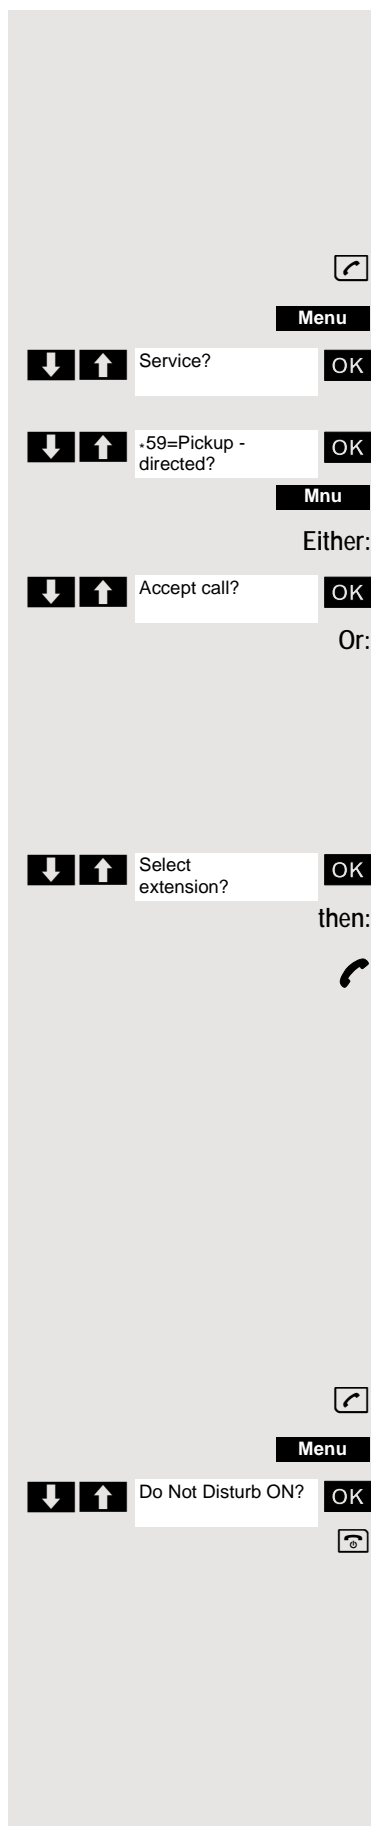 Menu
Service? OK
*59=Pickup -
directed? OK
Mnu
Either:
Accept call? OK
Or:
Select
extension? OK
then:
Menu
Do Not Disturb ON? OK